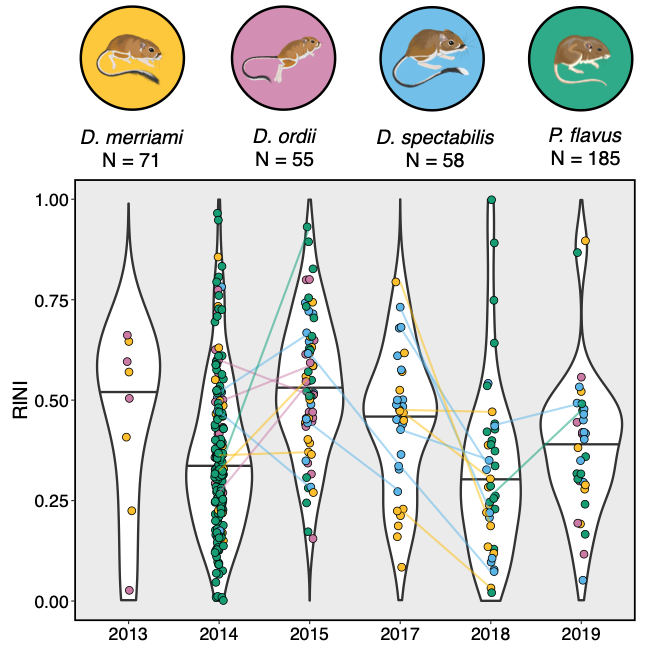 D. merriami D. ordii D. spectabilis P. flavus
N = 71 N = 55 N = 58 N = 185
1.00
0.75
0.50
0.25
0.00
RINI
2013 2014 2015 2017 2018 2019